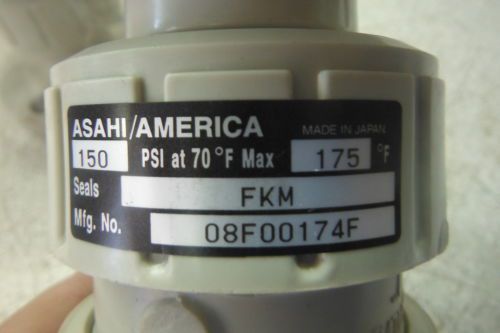 ASAHI/AMERICA MADE IN JAPAN
150 PSI at 70°F Max 175 °F
Seals FKM
Mfg. No. 08F00174F